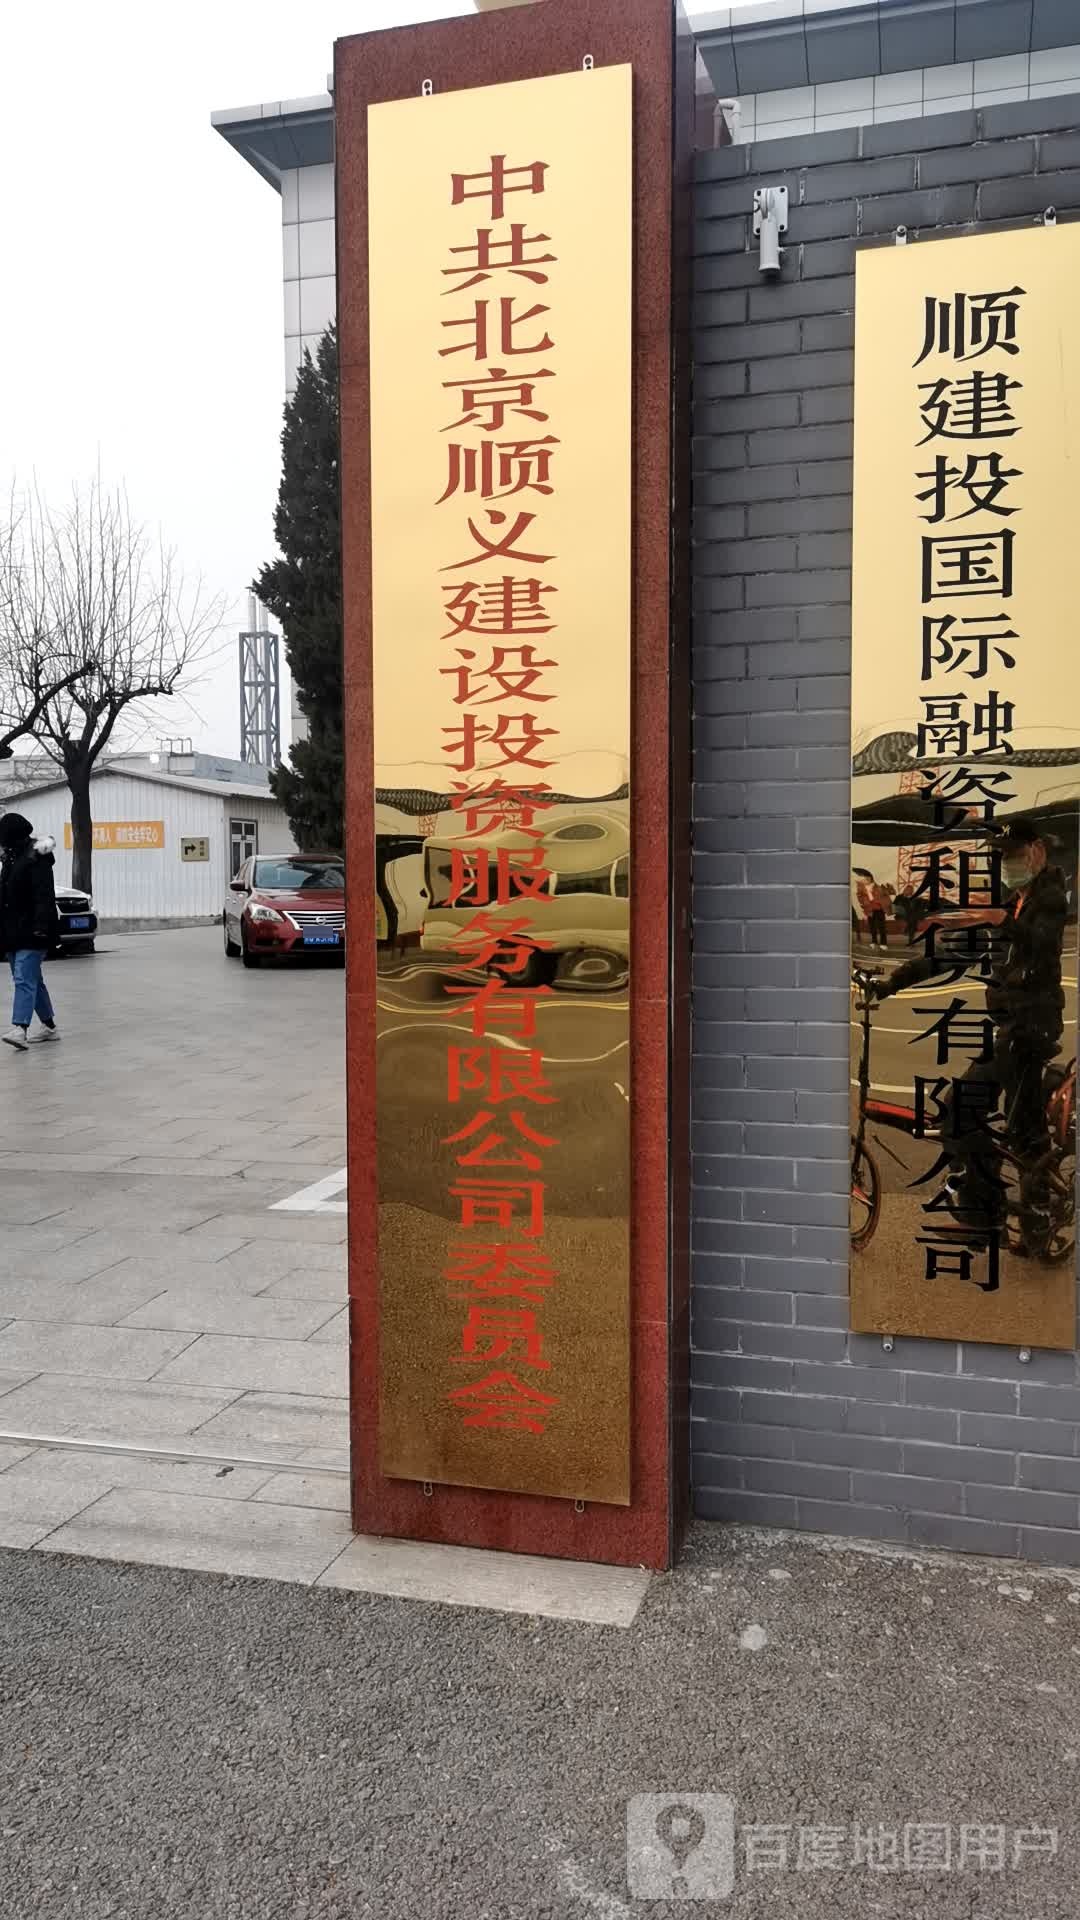 中共北京顺义建设投资服务有限公司委员会
顺建投国际融资租赁有限公司
百度地图用户